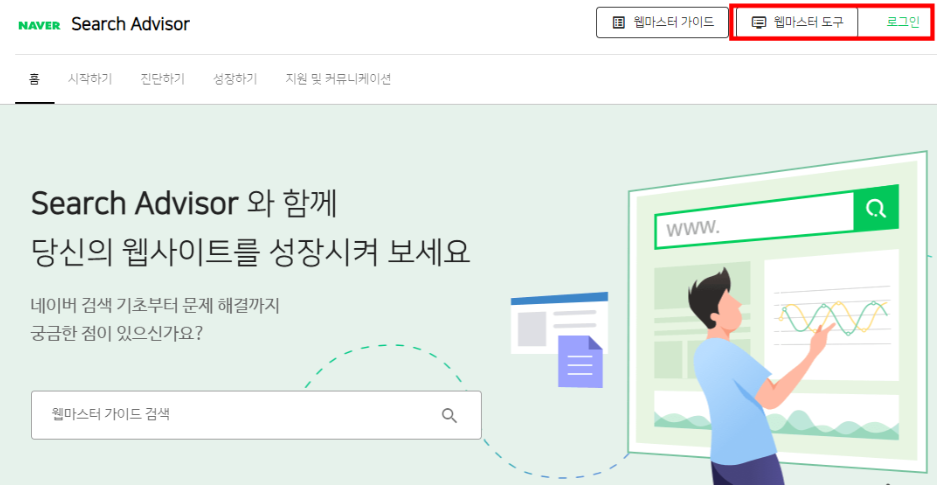 NAVER Search Advisor
웹마스터 가이드
웹마스터 도구
로그인
홈 시작하기 진단하기 성장하기 지원 및 커뮤니케이션
Search Advisor 와 함께
당신의 웹사이트를 성장시켜 보세요
네이버 검색 기초부터 문제 해결까지
궁금한 점이 있으신가요?
웹마스터 가이드 검색
www.